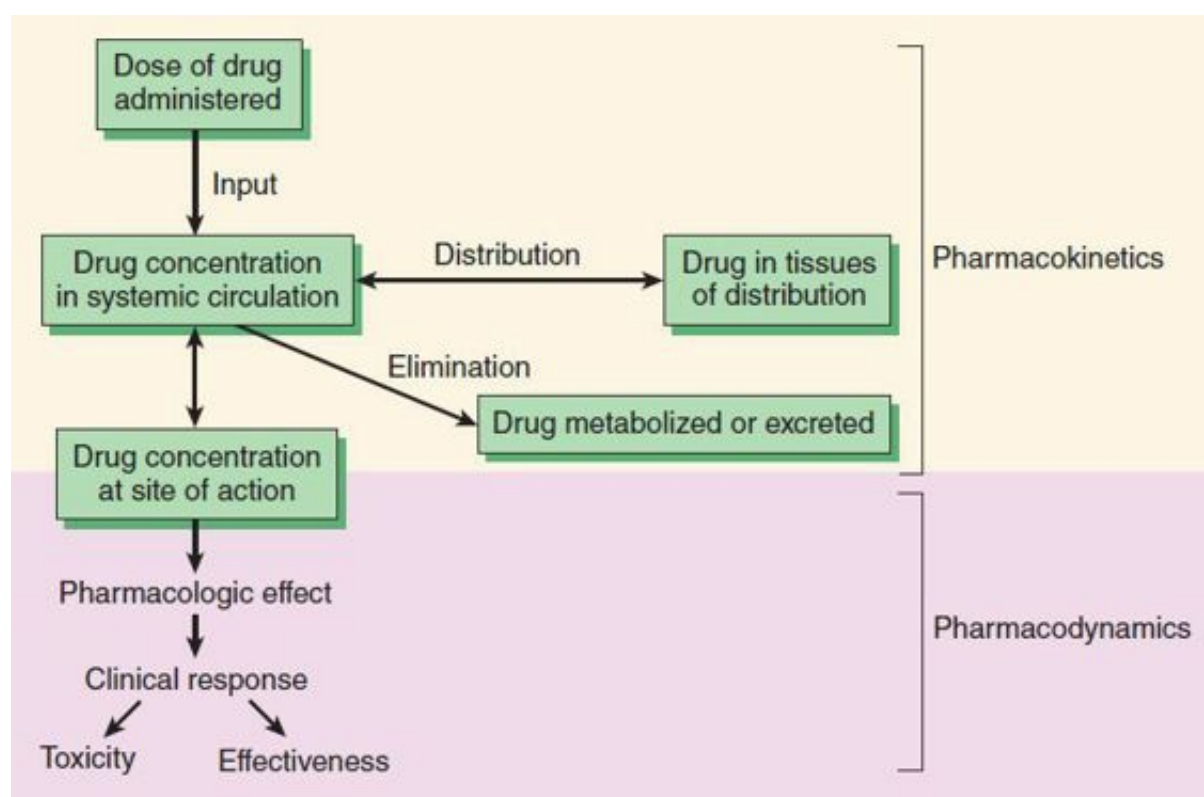 Dose of drug
administered
Input
Drug concentration
in systemic circulation
Distribution
Drug in tissues
of distribution
Pharmacokinetics
Elimination
Drug metabolized or excreted
Drug concentration
at site of action
Pharmacologic effect
Pharmacodynamics
Clinical response
Toxicity
Effectiveness